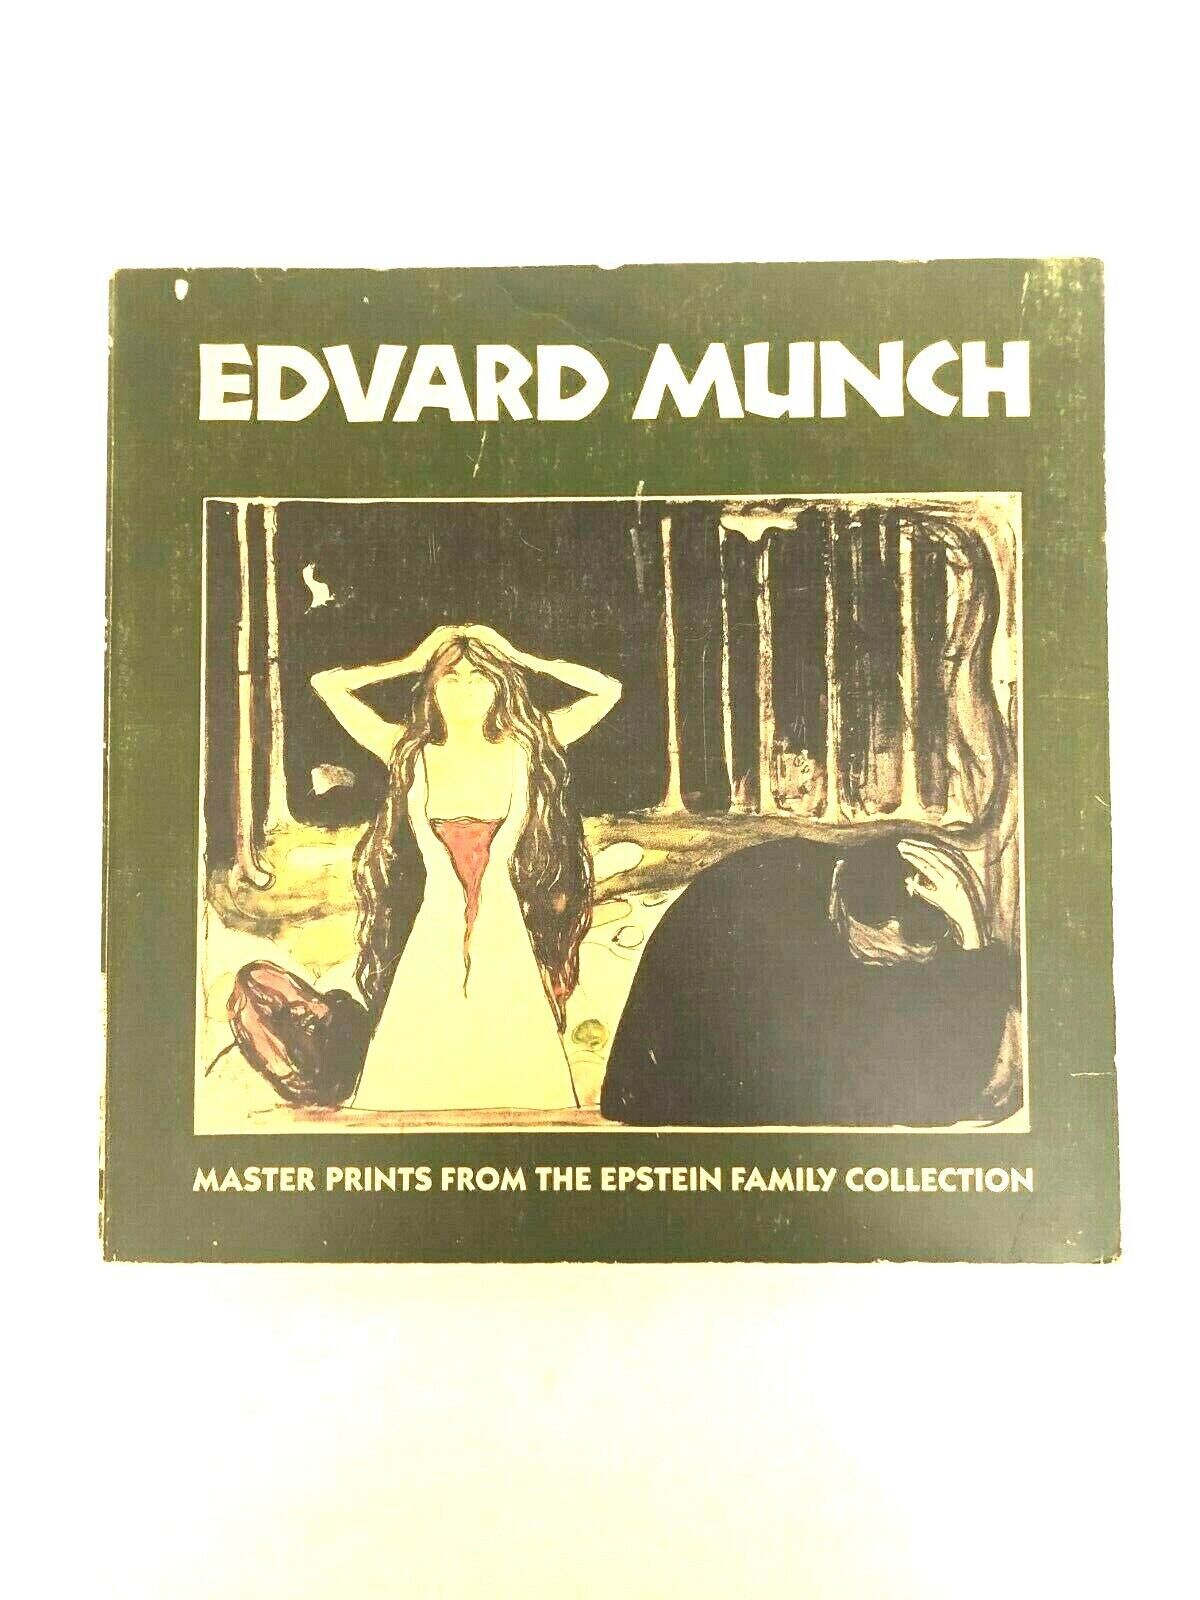 EDVARD MUNCH
MASTER PRINTS FROM THE EPSTEIN FAMILY COLLECTION